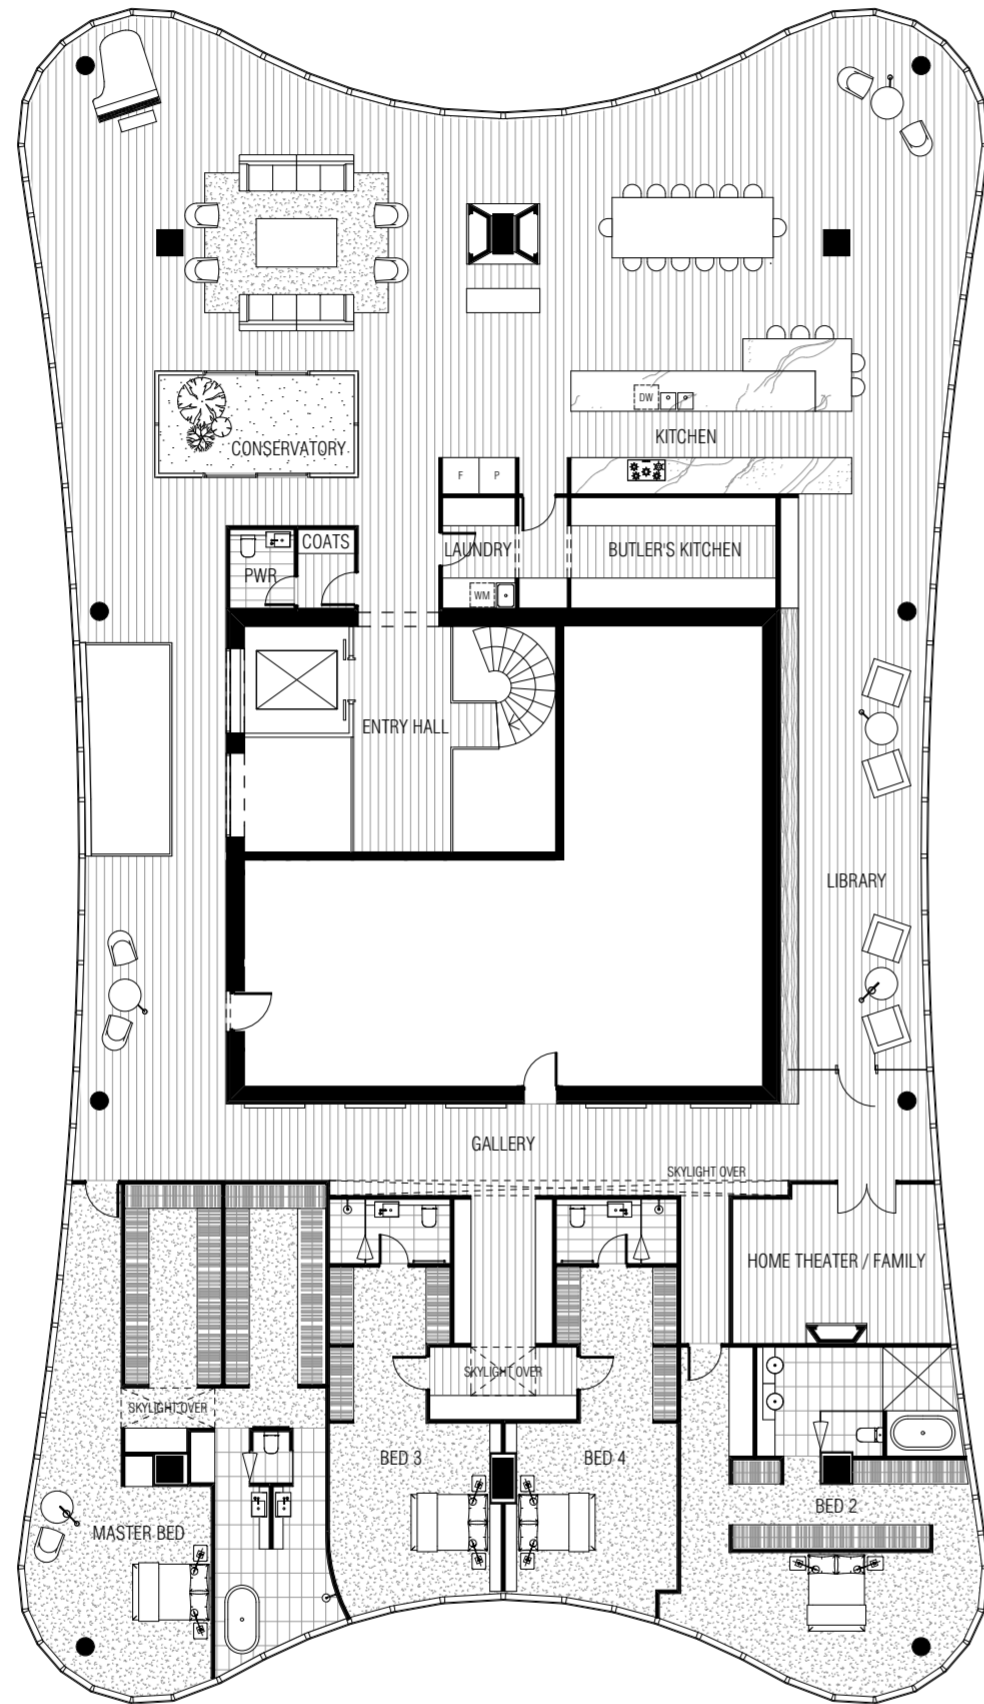 DW
KITCHEN
CONSERVATORY
F P
COATS
LAUNDRY
BUTLER'S KITCHEN
PWR
WM
ENTRY HALL
LIBRARY
GALLERY
SKYLIGHT OVER
HOME THEATER / FAMILY
SKYLIGHT OVER
SKYLIGHT OVER
BED 3
BED 4
BED 2
MASTER BED